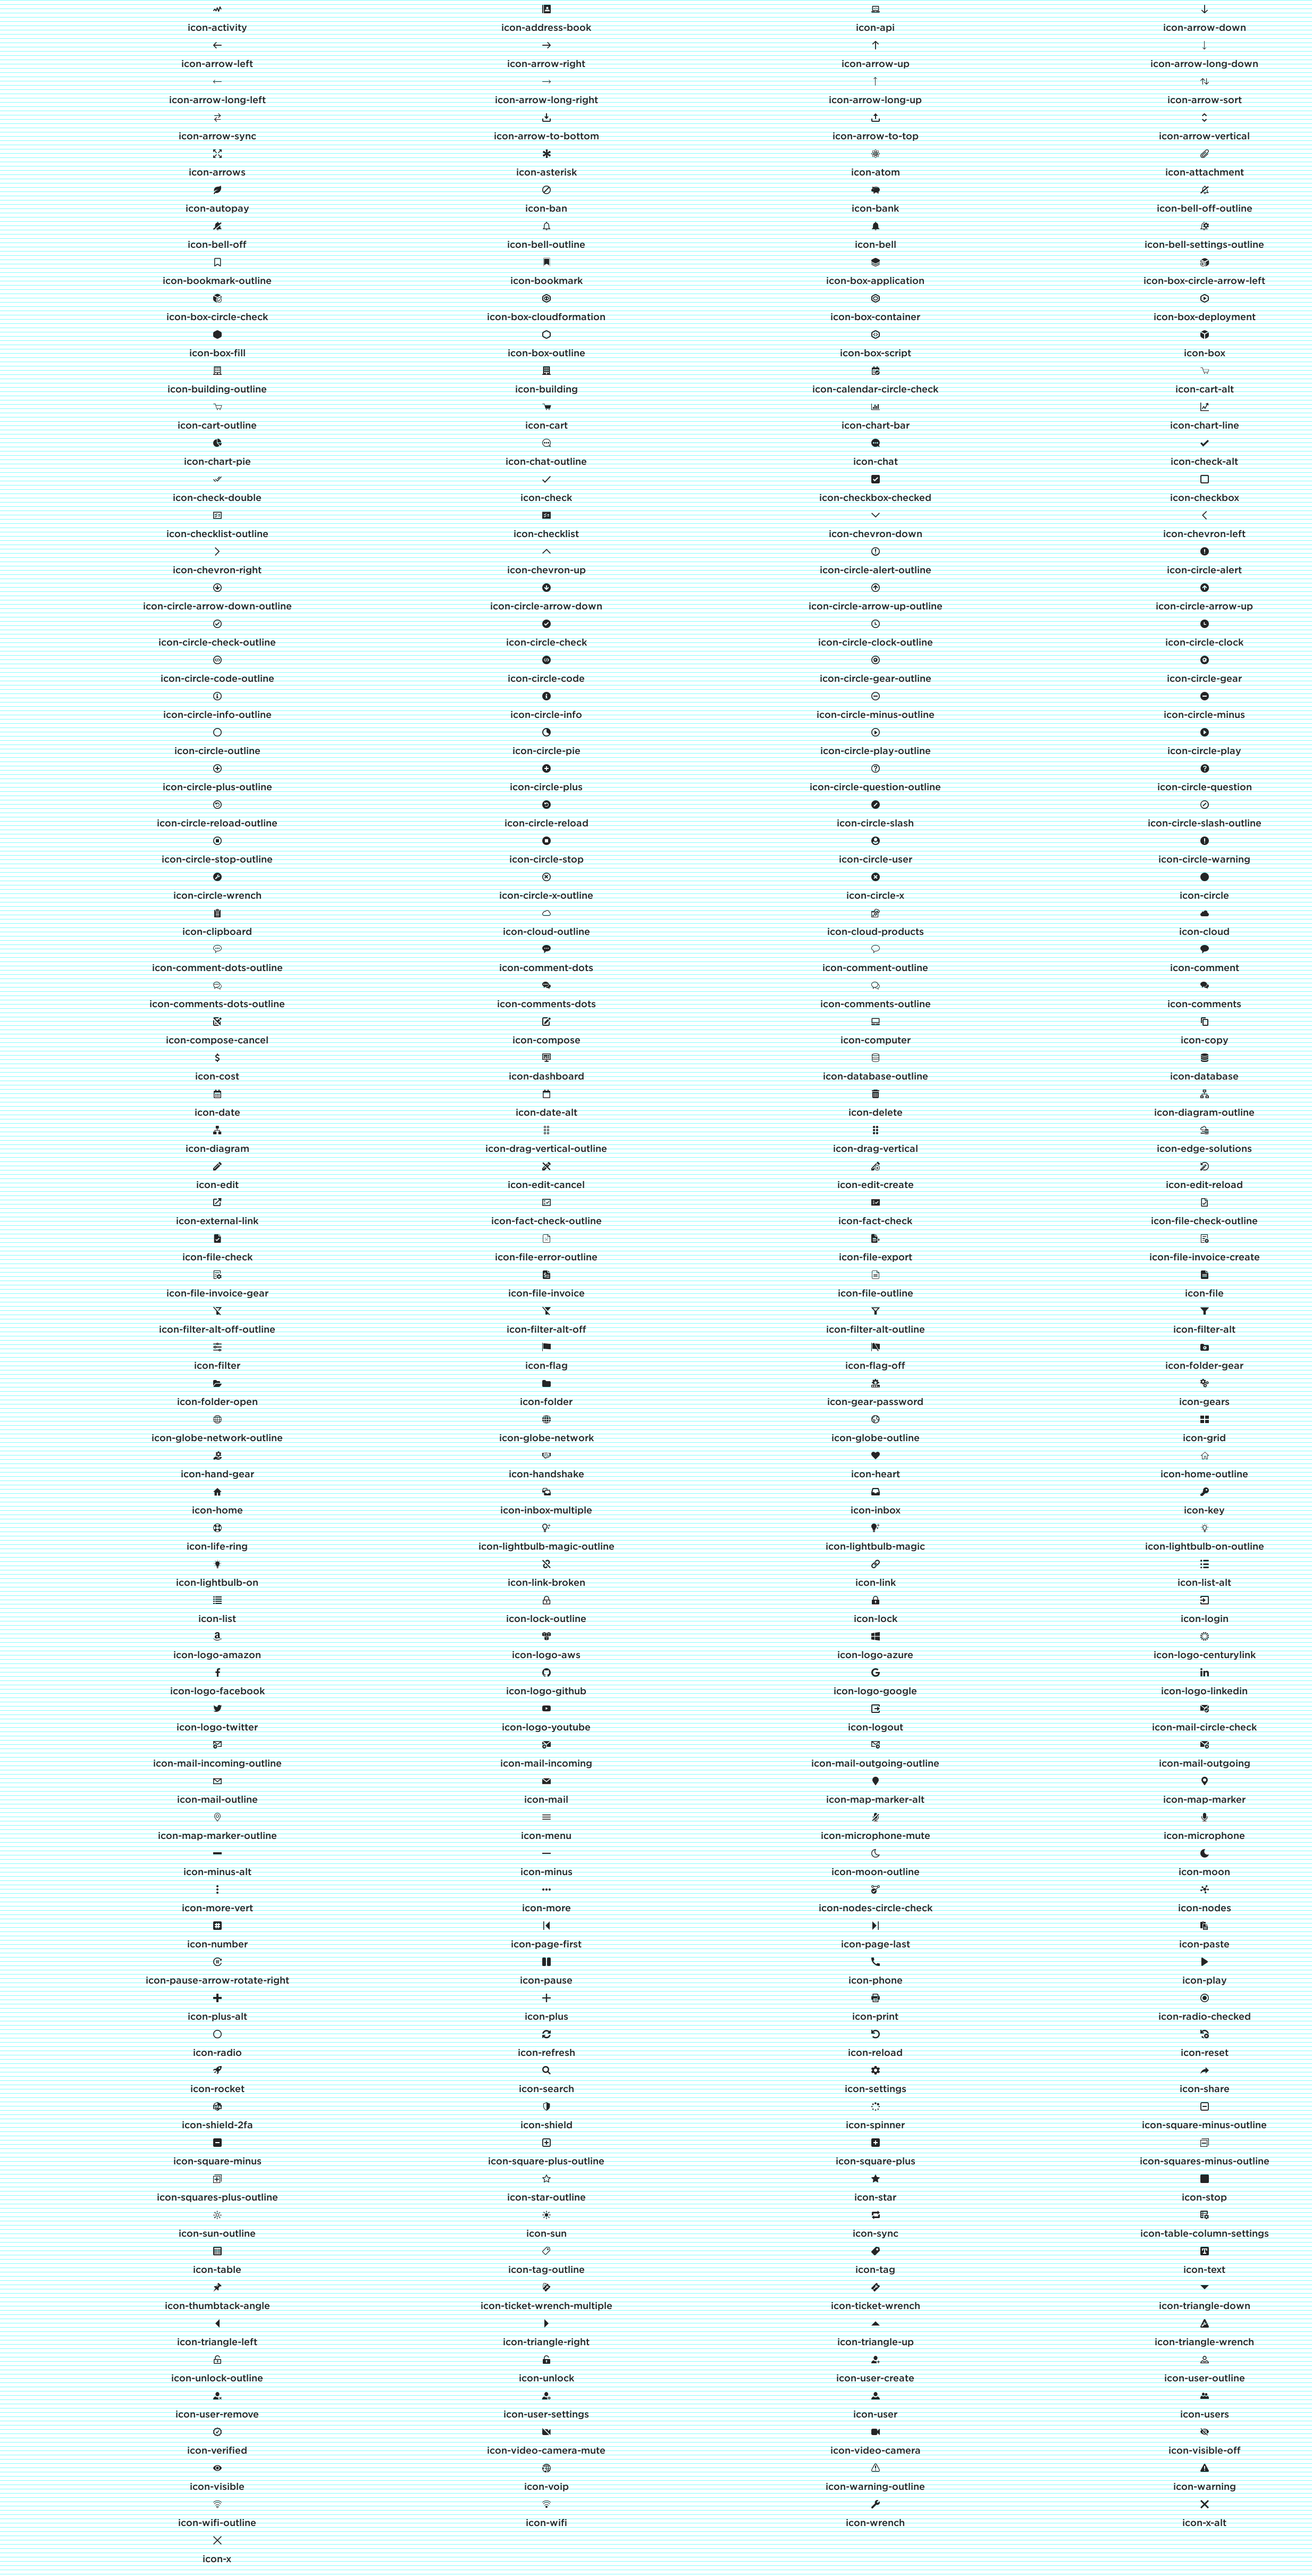 icon-activity icon-address-book icon-api icon-arrow-down
icon-arrow-left icon-arrow-right icon-arrow-up icon-arrow-long-down
icon-arrow-long-left icon-arrow-long-right icon-arrow-long-up icon-arrow-sort
icon-arrow-sync icon-arrow-to-bottom icon-arrow-to-top icon-arrow-vertical
icon-arrows icon-asterisk icon-atom icon-attachment
icon-autopay icon-ban icon-bank icon-bell-off-outline
icon-bell-off icon-bell-outline icon-bell icon-bell-settings-outline
icon-bookmark-outline icon-bookmark icon-box-application icon-box-circle-arrow-left
icon-box-circle-check icon-box-cloudformation icon-box-container icon-box-deployment
icon-box-fill icon-box-outline icon-box-script icon-box
icon-building-outline icon-building icon-calendar-circle-check icon-cart-alt
icon-cart-outline icon-cart icon-chart-bar icon-chart-line
icon-chart-pie icon-chat-outline icon-chat icon-check-alt
icon-check-double icon-check icon-checkbox-checked icon-checkbox
icon-checklist-outline icon-checklist icon-chevron-down icon-chevron-left
icon-chevron-right icon-chevron-up icon-circle-alert-outline icon-circle-alert
icon-circle-arrow-down-outline icon-circle-arrow-down icon-circle-arrow-up-outline icon-circle-arrow-up
icon-circle-check-outline icon-circle-check icon-circle-clock-outline icon-circle-clock
icon-circle-code-outline icon-circle-code icon-circle-gear-outline icon-circle-gear
icon-circle-info-outline icon-circle-info icon-circle-minus-outline icon-circle-minus
icon-circle-outline icon-circle-pie icon-circle-play-outline icon-circle-play
icon-circle-plus-outline icon-circle-plus icon-circle-question-outline icon-circle-question
icon-circle-reload-outline icon-circle-reload icon-circle-slash icon-circle-slash-outline
icon-circle-stop-outline icon-circle-stop icon-circle-user icon-circle-warning
icon-circle-wrench icon-circle-x-outline icon-circle-x icon-circle
icon-clipboard icon-cloud-outline icon-cloud-products icon-cloud
icon-comment-dots-outline icon-comment-dots icon-comment-outline icon-comment
icon-comments-dots-outline icon-comments-dots icon-comments-outline icon-comments
icon-compose-cancel icon-compose icon-computer icon-copy
icon-cost icon-dashboard icon-database-outline icon-database
icon-date icon-date-alt icon-delete icon-diagram-outline
icon-diagram icon-drag-vertical-outline icon-drag-vertical icon-edge-solutions
icon-edit icon-edit-cancel icon-edit-create icon-edit-reload
icon-external-link icon-fact-check-outline icon-fact-check icon-file-check-outline
icon-file-check icon-file-error-outline icon-file-export icon-file-invoice-create
icon-file-invoice-gear icon-file-invoice icon-file-outline icon-file
icon-filter-alt-off-outline icon-filter-alt-off icon-filter-alt-outline icon-filter-alt
icon-filter icon-flag icon-flag-off icon-folder-gear
icon-folder-open icon-folder icon-gear-password icon-gears
icon-globe-network-outline icon-globe-network icon-globe-outline icon-grid
icon-hand-gear icon-handshake icon-heart icon-home-outline
icon-home icon-inbox-multiple icon-inbox icon-key
icon-life-ring icon-lightbulb-magic-outline icon-lightbulb-magic icon-lightbulb-on-outline
icon-lightbulb-on icon-link-broken icon-link icon-list-alt
icon-list icon-lock-outline icon-lock icon-login
icon-logo-amazon icon-logo-aws icon-logo-azure icon-logo-centurylink
icon-logo-facebook icon-logo-github icon-logo-google icon-logo-linkedin
icon-logo-twitter icon-logo-youtube icon-logout icon-mail-circle-check
icon-mail-incoming-outline icon-mail-incoming icon-mail-outgoing-outline icon-mail-outgoing
icon-mail-outline icon-mail icon-map-marker-alt icon-map-marker
icon-map-marker-outline icon-menu icon-microphone-mute icon-microphone
icon-minus-alt icon-minus icon-moon-outline icon-moon
icon-more-vert icon-more icon-nodes-circle-check icon-nodes
icon-number icon-page-first icon-page-last icon-paste
icon-pause-arrow-rotate-right icon-pause icon-phone icon-play
icon-plus-alt icon-plus icon-print icon-radio-checked
icon-radio icon-refresh icon-reload icon-reset
icon-rocket icon-search icon-settings icon-share
icon-shield-2fa icon-shield icon-spinner icon-square-minus-outline
icon-square-minus icon-square-plus-outline icon-square-plus icon-squares-minus-outline
icon-squares-plus-outline icon-star-outline icon-star icon-stop
icon-sun-outline icon-sun icon-sync icon-table-column-settings
icon-table icon-tag-outline icon-tag icon-text
icon-thumbtack-angle icon-ticket-wrench-multiple icon-ticket-wrench icon-triangle-down
icon-triangle-left icon-triangle-right icon-triangle-up icon-triangle-wrench
icon-unlock-outline icon-unlock icon-user-create icon-user-outline
icon-user-remove icon-user-settings icon-user icon-users
icon-verified icon-video-camera-mute icon-video-camera icon-visible-off
icon-visible icon-voip icon-warning-outline icon-warning
icon-wifi-outline icon-wifi icon-wrench icon-x-alt
icon-x